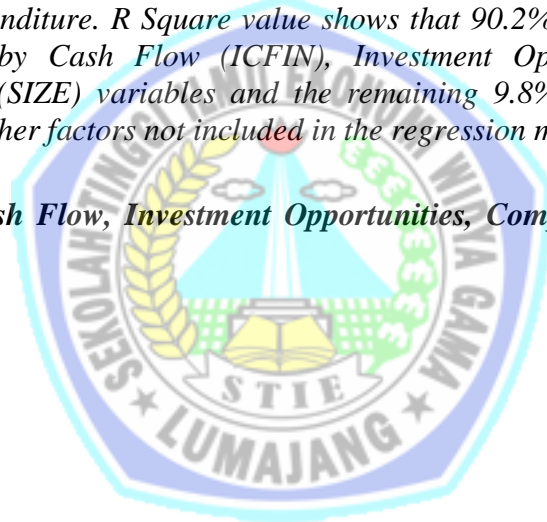 nditure. R Square value shows that 90.2%
by Cash Flow (ICFIN), Investment Op
(SIZE) variables and the remaining 9.8%
her factors not included in the regression m
sh Flow, Investment Opportunities, Comp
SEKOLAH TINGGI ILMU EKONOMI WIDYA GAMA
STIE
LUMAJANG